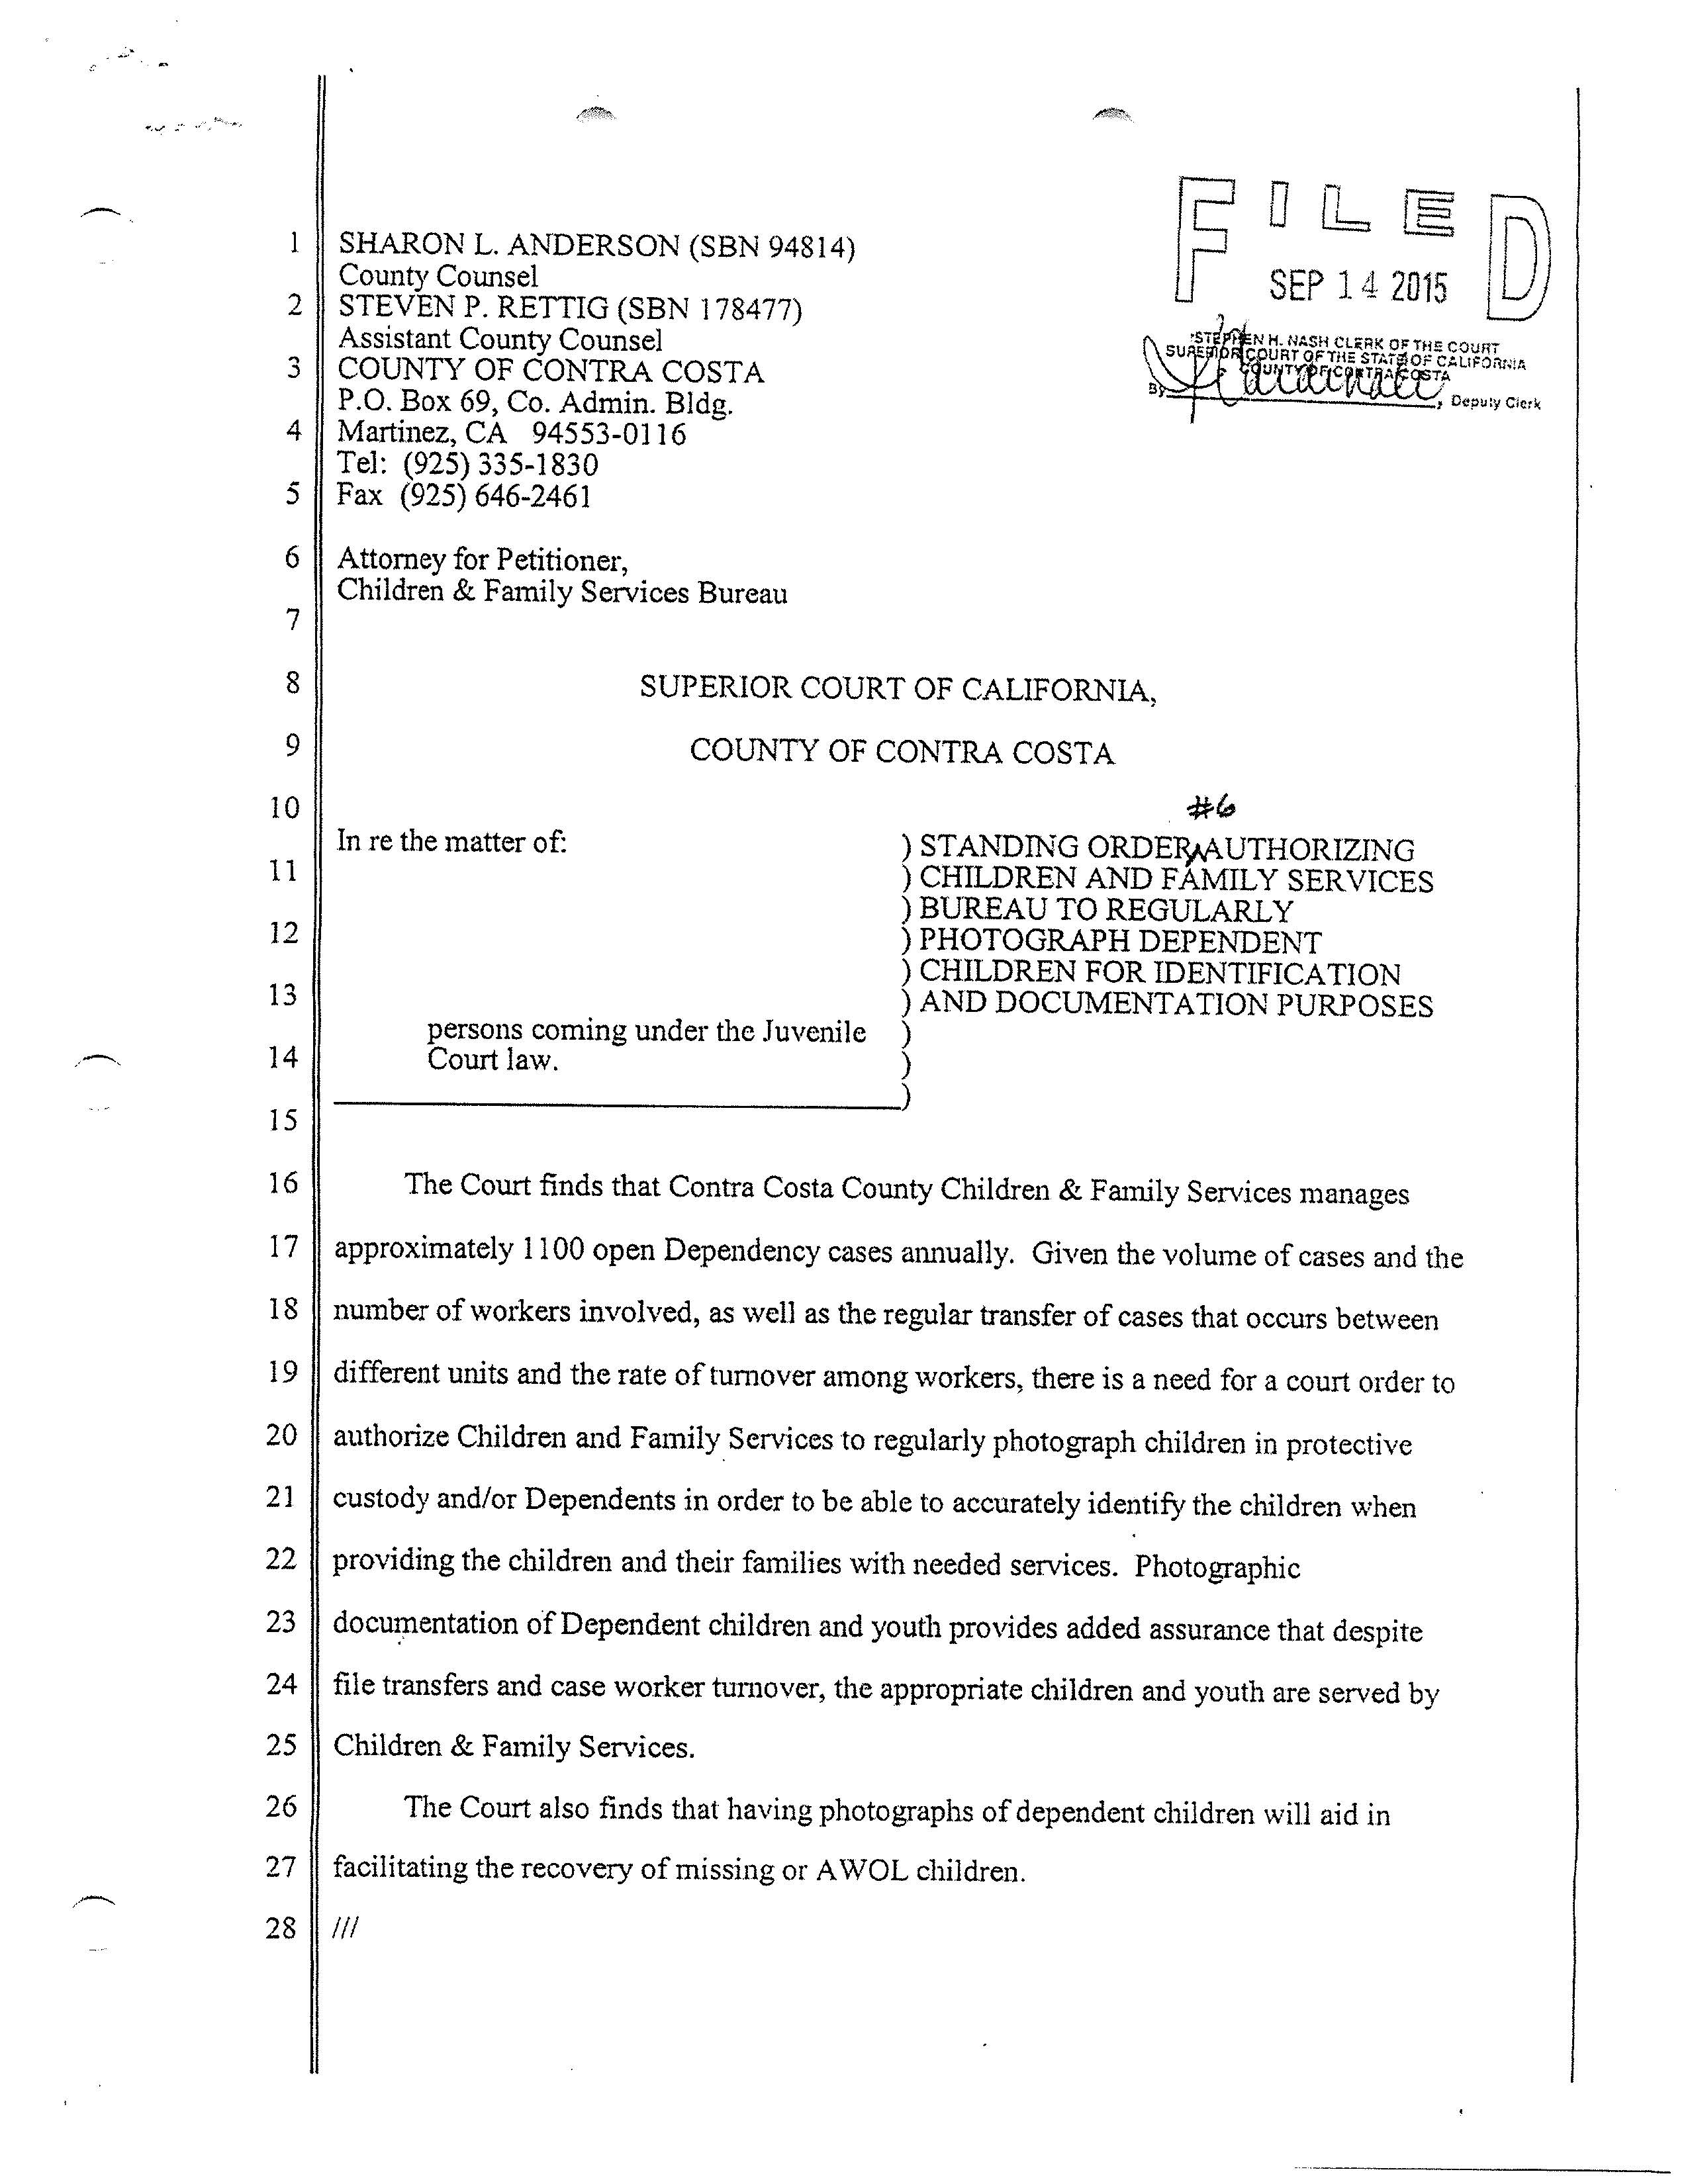 FILED
SEP 14 2015
STEPHEN H. NASH CLERK OF THE COURT
SUPERIOR COURT OF THE STATE OF CALIFORNIA
COUNTY OF CONTRA COSTA
By
, Deputy Clerk
1 SHARON L. ANDERSON (SBN 94814)
County Counsel
2 STEVEN P. RETTIG (SBN 178477)
Assistant County Counsel
3 COUNTY OF CONTRA COSTA
P.O. Box 69, Co. Admin. Bldg.
4 Martinez, CA 94553-0116
Tel: (925) 335-1830
5 Fax (925) 646-2461
6 Attorney for Petitioner,
Children & Family Services Bureau
7
8 SUPERIOR COURT OF CALIFORNIA,
9 COUNTY OF CONTRA COSTA
10 #6
In re the matter of: ) STANDING ORDER AUTHORIZING
11 ) CHILDREN AND FAMILY SERVICES
) BUREAU TO REGULARLY
12 ) PHOTOGRAPH DEPENDENT
) CHILDREN FOR IDENTIFICATION
13 ) AND DOCUMENTATION PURPOSES
persons coming under the Juvenile )
14 Court law. )
)
15
16 The Court finds that Contra Costa County Children & Family Services manages
17 approximately 1100 open Dependency cases annually. Given the volume of cases and the
18 number of workers involved, as well as the regular transfer of cases that occurs between
19 different units and the rate of turnover among workers, there is a need for a court order to
20 authorize Children and Family Services to regularly photograph children in protective
21 custody and/or Dependents in order to be able to accurately identify the children when
22 providing the children and their families with needed services. Photographic
23 documentation of Dependent children and youth provides added assurance that despite
24 file transfers and case worker turnover, the appropriate children and youth are served by
25 Children & Family Services.
26 The Court also finds that having photographs of dependent children will aid in
27 facilitating the recovery of missing or AWOL children.
28 ///